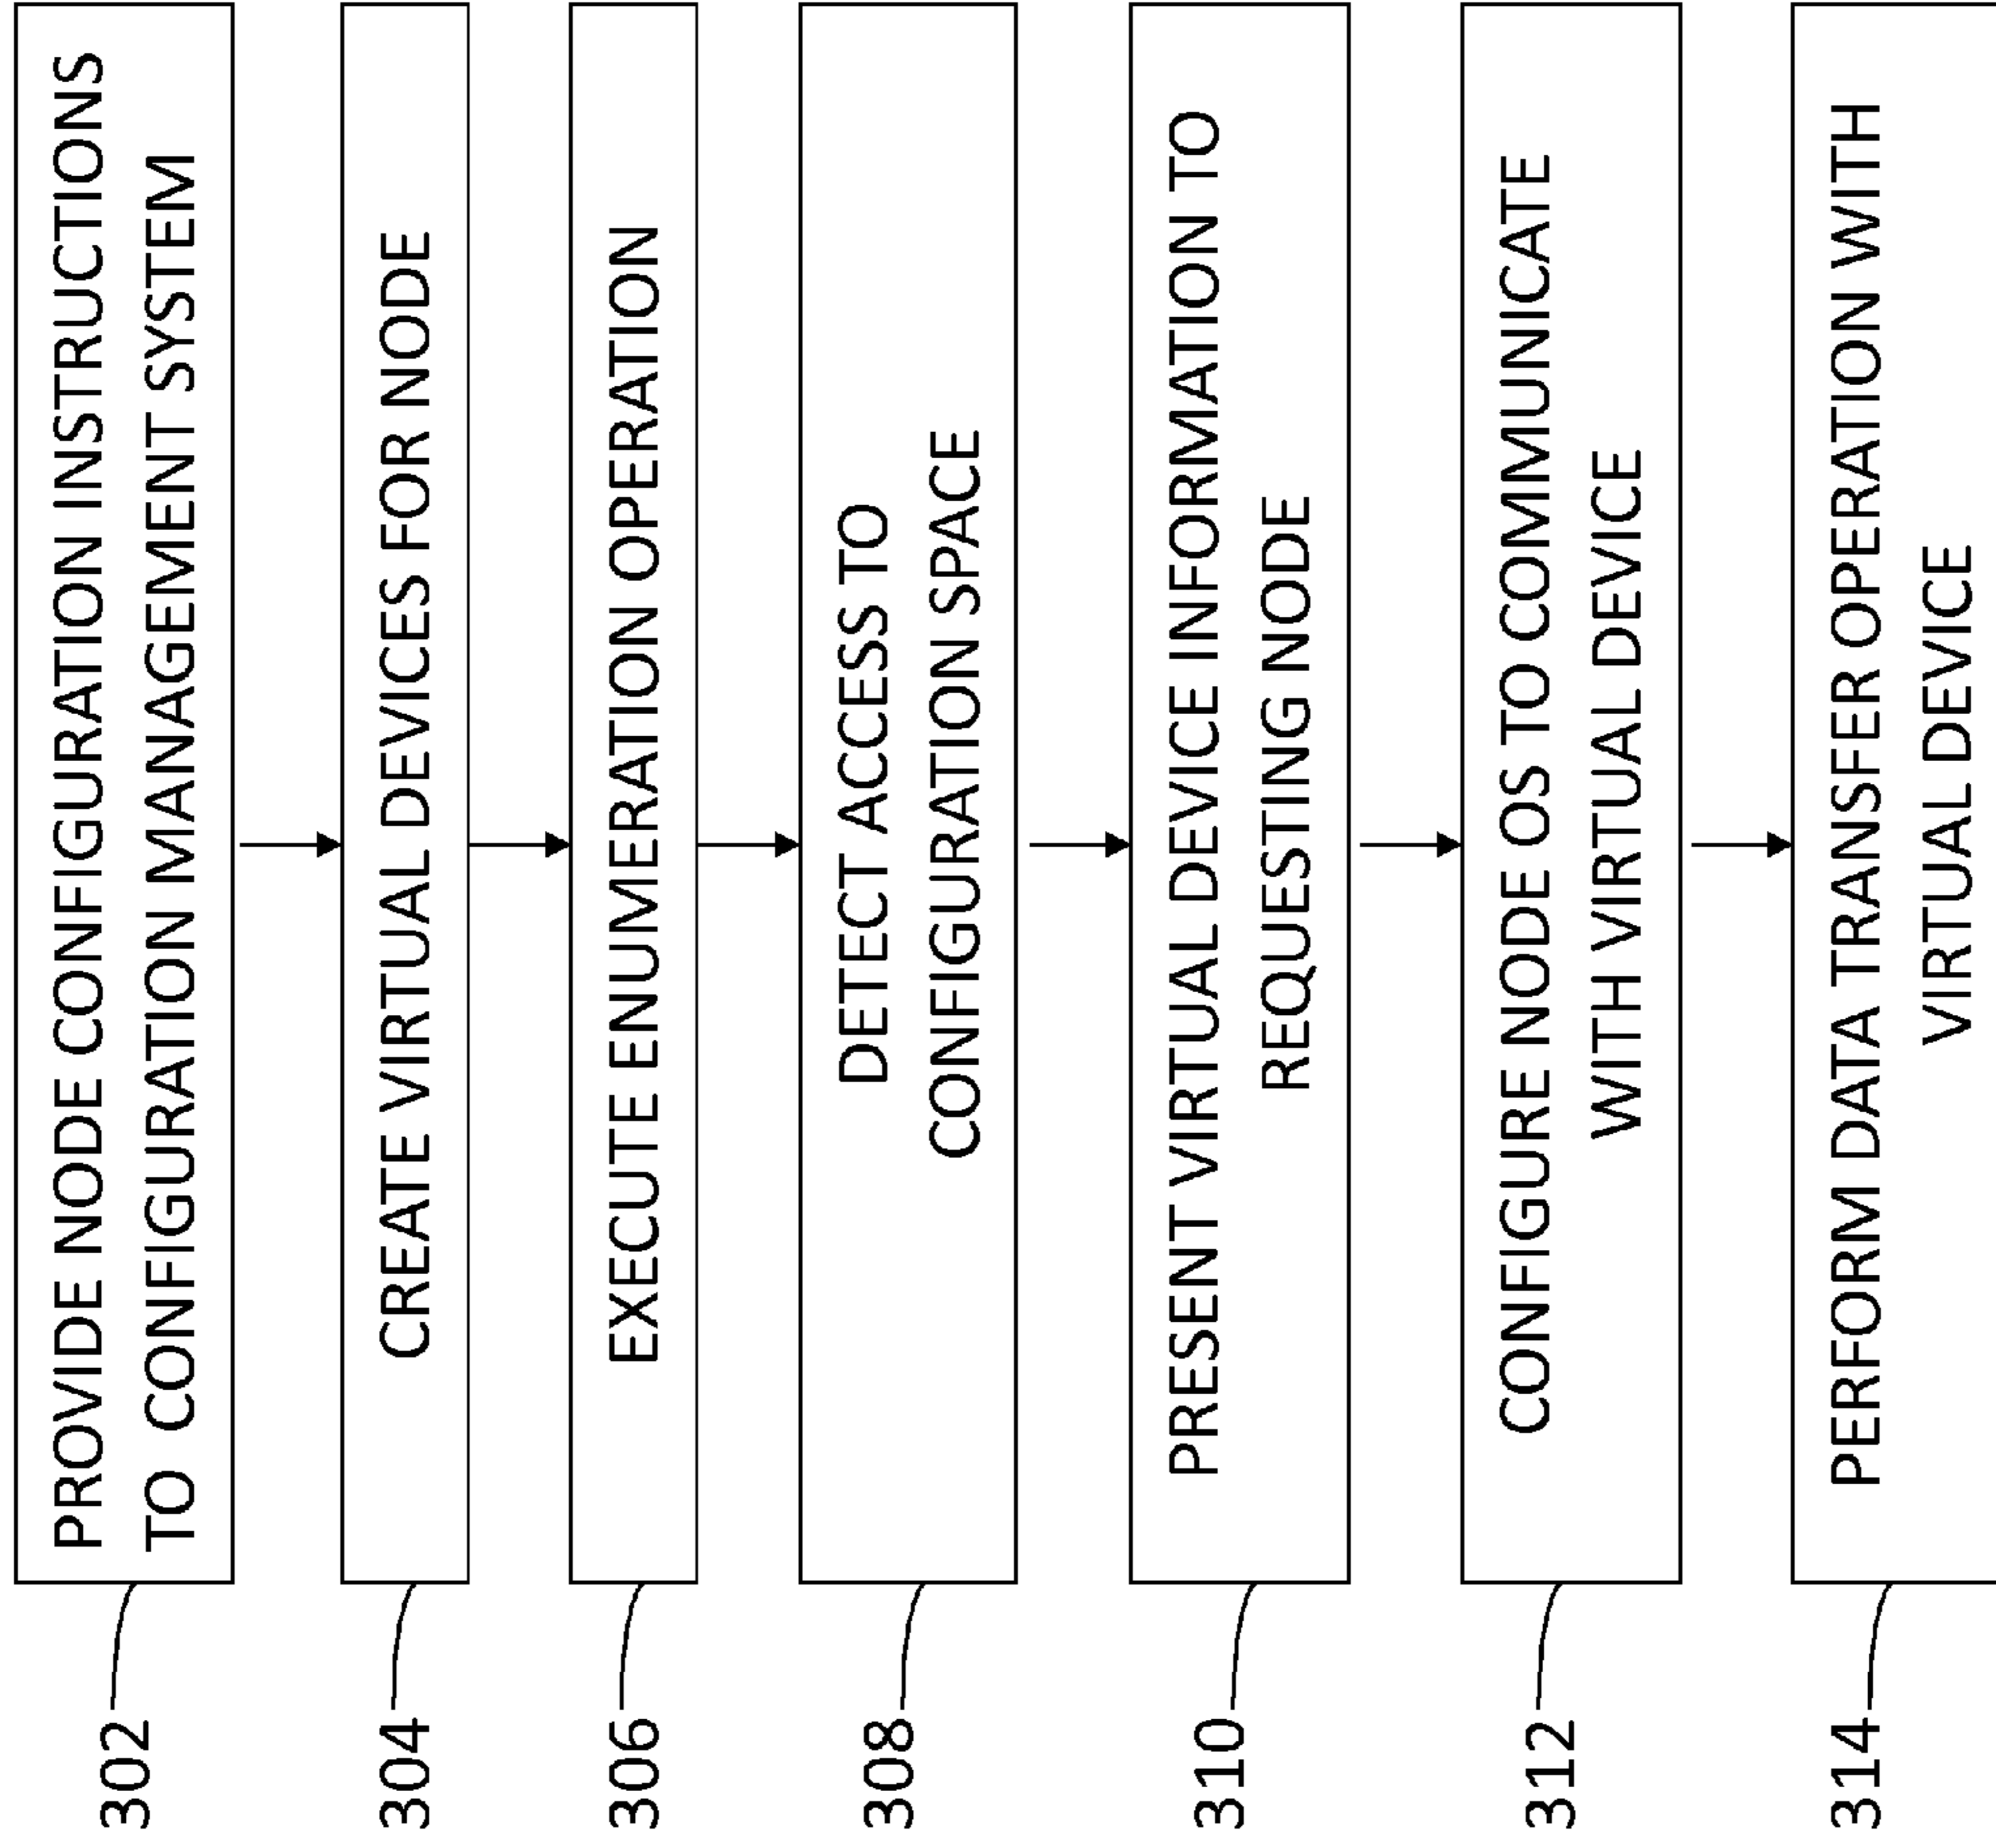 302
PROVIDE NODE CONFIGURATION INSTRUCTIONS
TO CONFIGURATION MANAGEMENT SYSTEM
304
CREATE VIRTUAL DEVICES FOR NODE
306
EXECUTE ENUMERATION OPERATION
308
DETECT ACCESS TO
CONFIGURATION SPACE
310
PRESENT VIRTUAL DEVICE INFORMATION TO
REQUESTING NODE
312
CONFIGURE NODE OS TO COMMUNICATE
WITH VIRTUAL DEVICE
314
PERFORM DATA TRANSFER OPERATION WITH
VIRTUAL DEVICE